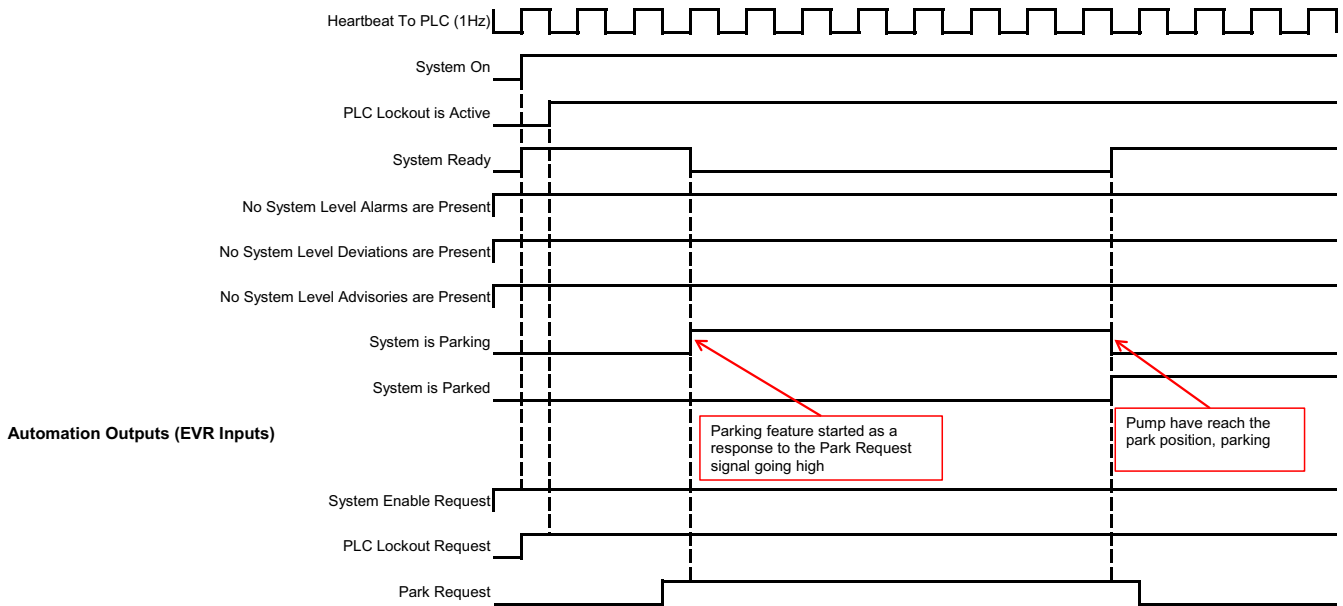 Heartbeat To PLC (1Hz)
System On
PLC Lockout is Active
System Ready
No System Level Alarms are Present
No System Level Deviations are Present
No System Level Advisories are Present
System is Parking
System is Parked
Parking feature started as a
response to the Park Request
signal going high
Pump have reach the
park position, parking
Automation Outputs (EVR Inputs)
System Enable Request
PLC Lockout Request
Park Request